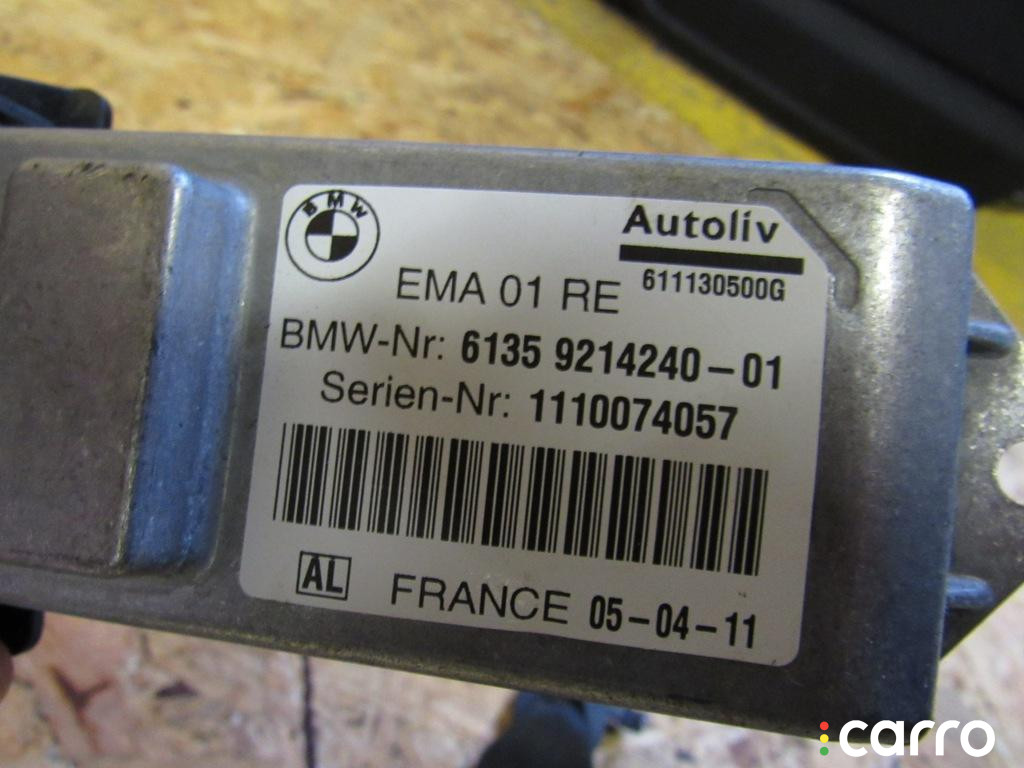 BMW
Autoliv
611130500G
EMA 01 RE
BMW-Nr: 6135 9214240-01
Serien-Nr: 1110074057
AL
FRANCE 05-04-11
carro